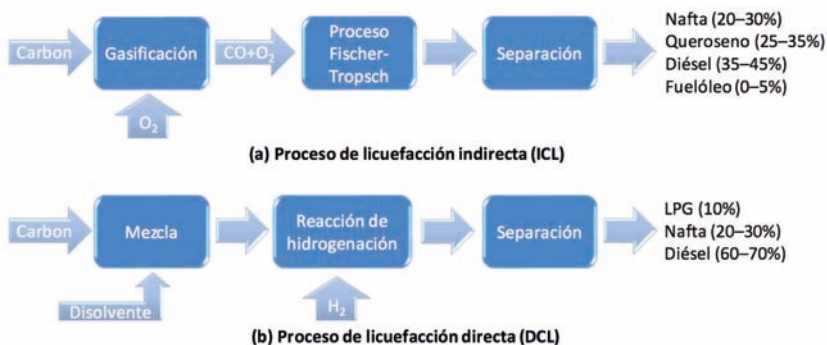 Carbon
Gasificación
CO+O₂
Proceso
Fischer-
Tropsch
Separación
Nafta (20–30%)
Queroseno (25–35%)
Diésel (35–45%)
Fuelóleo (0–5%)
O₂
(a) Proceso de licuefacción indirecta (ICL)
Carbon
Mezcla
Reacción de
hidrogenación
Separación
LPG (10%)
Nafta (20–30%)
Diésel (60–70%)
Disolvente
H₂
(b) Proceso de licuefacción directa (DCL)